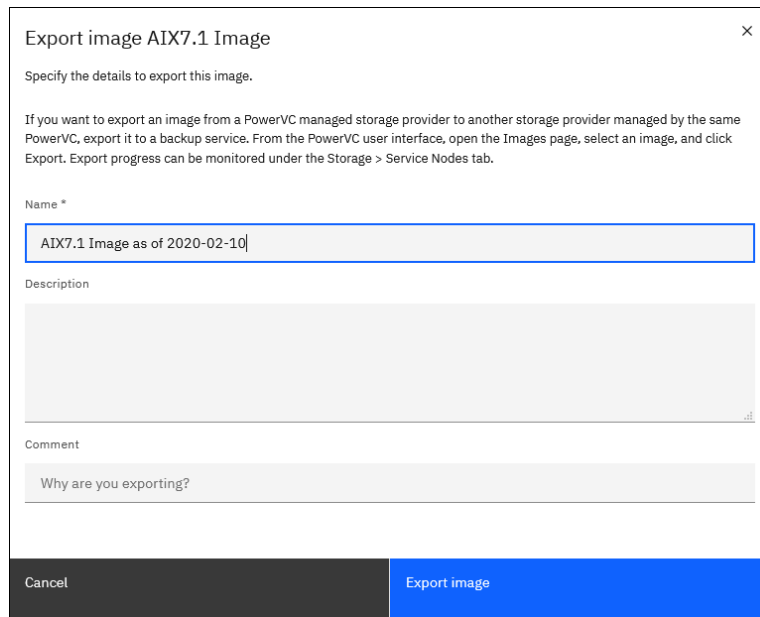 Export image AIX7.1 Image
Specify the details to export this image.
If you want to export an image from a PowerVC managed storage provider to another storage provider managed by the same
PowerVC, export it to a backup service. From the PowerVC user interface, open the Images page, select an image, and click
Export. Export progress can be monitored under the Storage > Service Nodes tab.
Name *
AIX7.1 Image as of 2020-02-10
Description
Comment
Why are you exporting?
Cancel
Export image